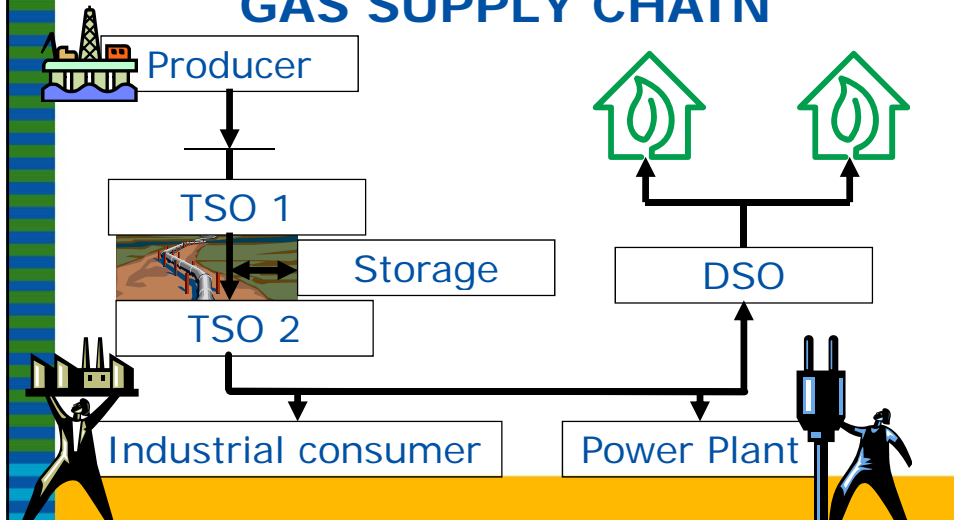 GAS SUPPLY CHAIN
Producer
TSO 1
Storage
DSO
TSO 2
Industrial consumer
Power Plant